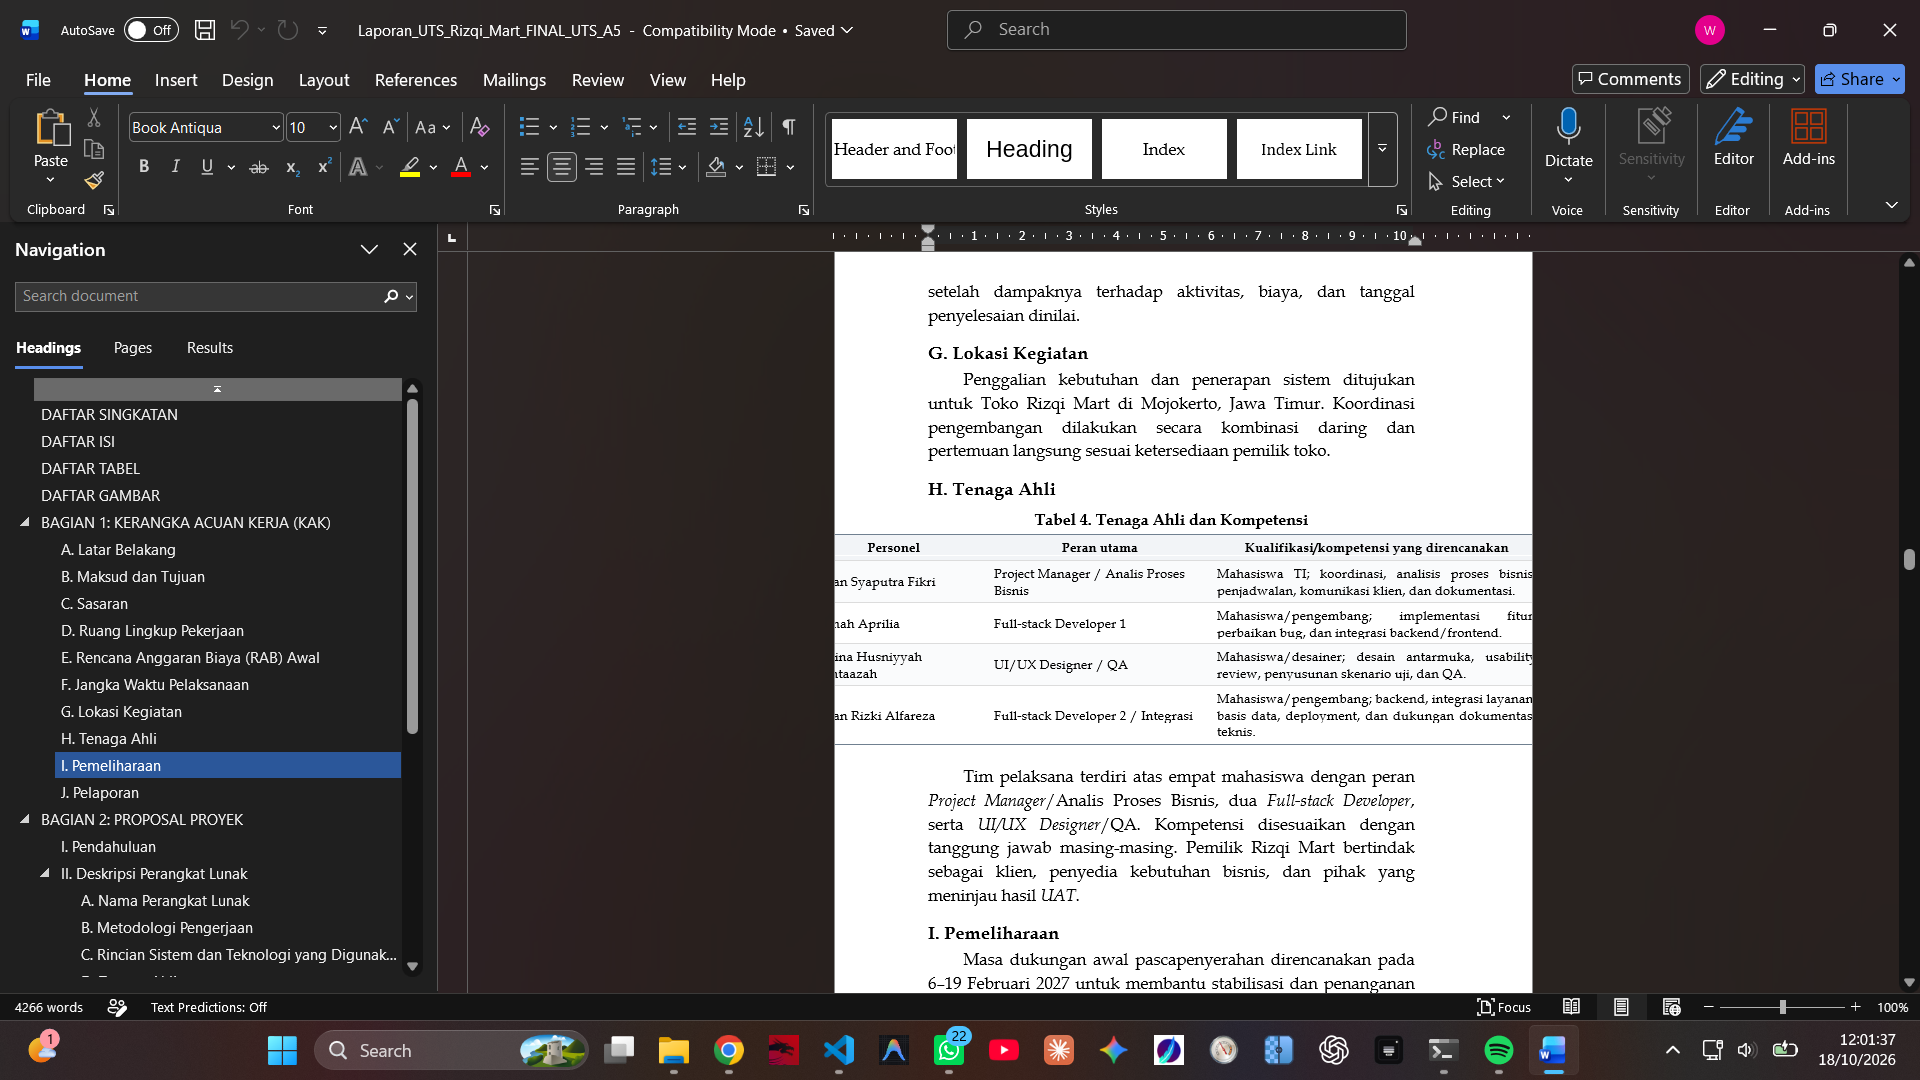 AutoSave Off Laporan_UTS_Rizqi_Mart_FINAL_UTS_A5 - Compatibility Mode • Saved Search W
File Home Insert Design Layout References Mailings Review View Help Comments Editing Share
Paste
Clipboard
Book Antiqua 10
Font
Paragraph
Header and Foot Heading Index Index Link
Styles
Find
Replace
Select
Editing
Dictate
Voice
Sensitivity
Sensitivity
Editor
Editor
Add-ins
Add-ins
Navigation
Search document
Headings Pages Results
DAFTAR SINGKATAN
DAFTAR ISI
DAFTAR TABEL
DAFTAR GAMBAR
BAGIAN 1: KERANGKA ACUAN KERJA (KAK)
A. Latar Belakang
B. Maksud dan Tujuan
C. Sasaran
D. Ruang Lingkup Pekerjaan
E. Rencana Anggaran Biaya (RAB) Awal
F. Jangka Waktu Pelaksanaan
G. Lokasi Kegiatan
H. Tenaga Ahli
I. Pemeliharaan
J. Pelaporan
BAGIAN 2: PROPOSAL PROYEK
I. Pendahuluan
II. Deskripsi Perangkat Lunak
A. Nama Perangkat Lunak
B. Metodologi Pengerjaan
C. Rincian Sistem dan Teknologi yang Digunak...
1 2 3 4 5 6 7 8 9 10
setelah dampaknya terhadap aktivitas, biaya, dan tanggal
penyelesaian dinilai.
G. Lokasi Kegiatan
Penggalian kebutuhan dan penerapan sistem ditujukan
untuk Toko Rizqi Mart di Mojokerto, Jawa Timur. Koordinasi
pengembangan dilakukan secara kombinasi daring dan
pertemuan langsung sesuai ketersediaan pemilik toko.
H. Tenaga Ahli
Tabel 4. Tenaga Ahli dan Kompetensi
Personel Peran utama Kualifikasi/kompetensi yang direncanakan
an Syaputra Fikri Project Manager / Analis Proses Bisnis Mahasiswa TI; koordinasi, analisis proses bisnis
penjadwalan, komunikasi klien, dan dokumentasi.
nah Aprilia Full-stack Developer 1 Mahasiswa/pengembang; implementasi fitur
perbaikan bug, dan integrasi backend/frontend.
ina Husniyyah
ntaazah UI/UX Designer / QA Mahasiswa/desainer; desain antarmuka, usability
review, penyusunan skenario uji, dan QA.
an Rizki Alfareza Full-stack Developer 2 / Integrasi Mahasiswa/pengembang; backend, integrasi layanan
basis data, deployment, dan dukungan dokumentas
teknis.
Tim pelaksana terdiri atas empat mahasiswa dengan peran
Project Manager/Analis Proses Bisnis, dua Full-stack Developer,
serta UI/UX Designer/QA. Kompetensi disesuaikan dengan
tanggung jawab masing-masing. Pemilik Rizqi Mart bertindak
sebagai klien, penyedia kebutuhan bisnis, dan pihak yang
meninjau hasil UAT.
I. Pemeliharaan
Masa dukungan awal pascapenyerahan direncanakan pada
6–19 Februari 2027 untuk membantu stabilisasi dan penanganan
4266 words Text Predictions: Off Focus 100%
1 Search 22 12:01:37
18/10/2026